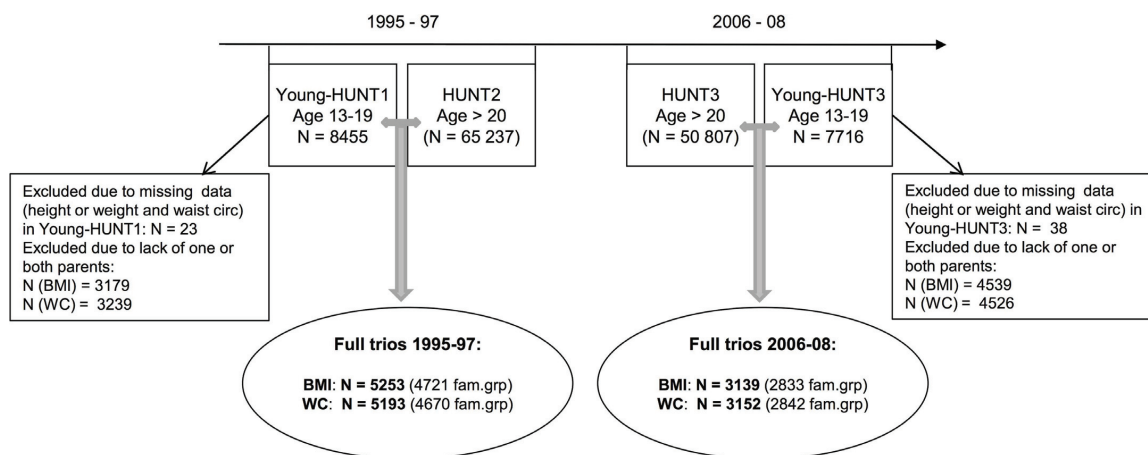 1995 - 97
2006 - 08
Young-HUNT1
Age 13-19
N = 8455
HUNT2
Age > 20
(N = 65 237)
HUNT3
Age > 20
(N = 50 807)
Young-HUNT3
Age 13-19
N = 7716
Excluded due to missing data
(height or weight and waist circ)
in Young-HUNT1: N = 23
Excluded due to lack of one or
both parents:
N (BMI) = 3179
N (WC) = 3239
Excluded due to missing data
(height or weight and waist circ) in
Young-HUNT3: N = 38
Excluded due to lack of one or
both parents:
N (BMI) = 4539
N (WC) = 4526
Full trios 1995-97:
BMI: N = 5253 (4721 fam.grp)
WC: N = 5193 (4670 fam.grp)
Full trios 2006-08:
BMI: N = 3139 (2833 fam.grp)
WC: N = 3152 (2842 fam.grp)